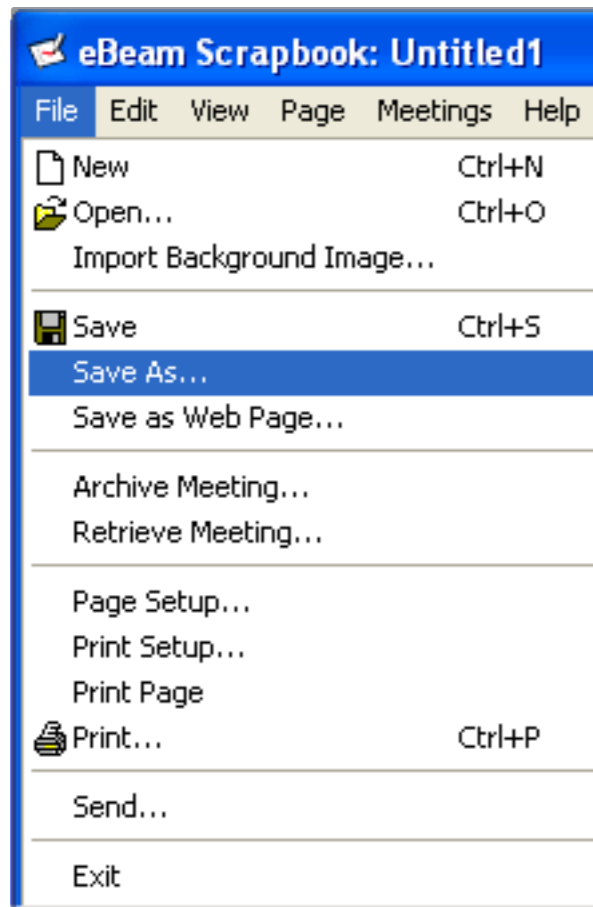 eBeam Scrapbook: Untitled1
File Edit View Page Meetings Help
New Ctrl+N
Open... Ctrl+O
Import Background Image...
Save Ctrl+S
Save As...
Save as Web Page...
Archive Meeting...
Retrieve Meeting...
Page Setup...
Print Setup...
Print Page
Print... Ctrl+P
Send...
Exit